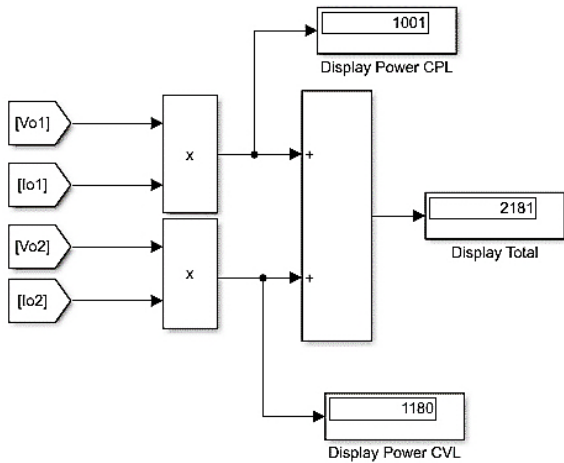 1001
Display Power CPL
[Vo1]
x
+
[Io1]
2181
Display Total
[Vo2]
x
+
[Io2]
1180
Display Power CVL